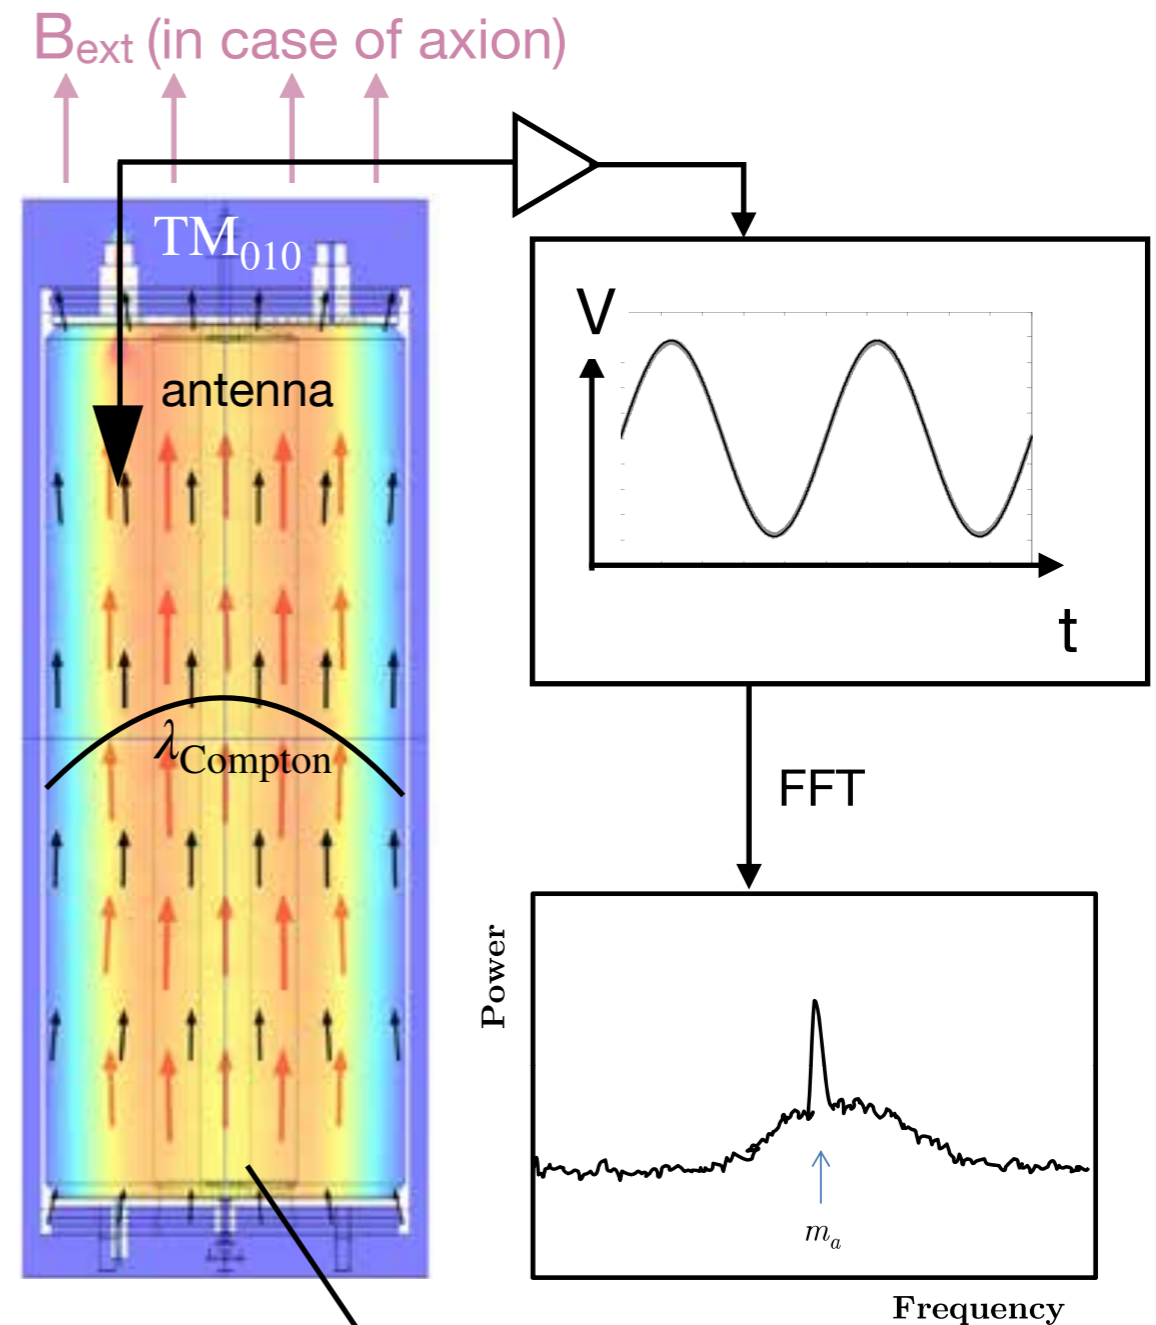 Bext (in case of axion)
TM010
antenna
V
t
λCompton
FFT
Power
ma
Frequency